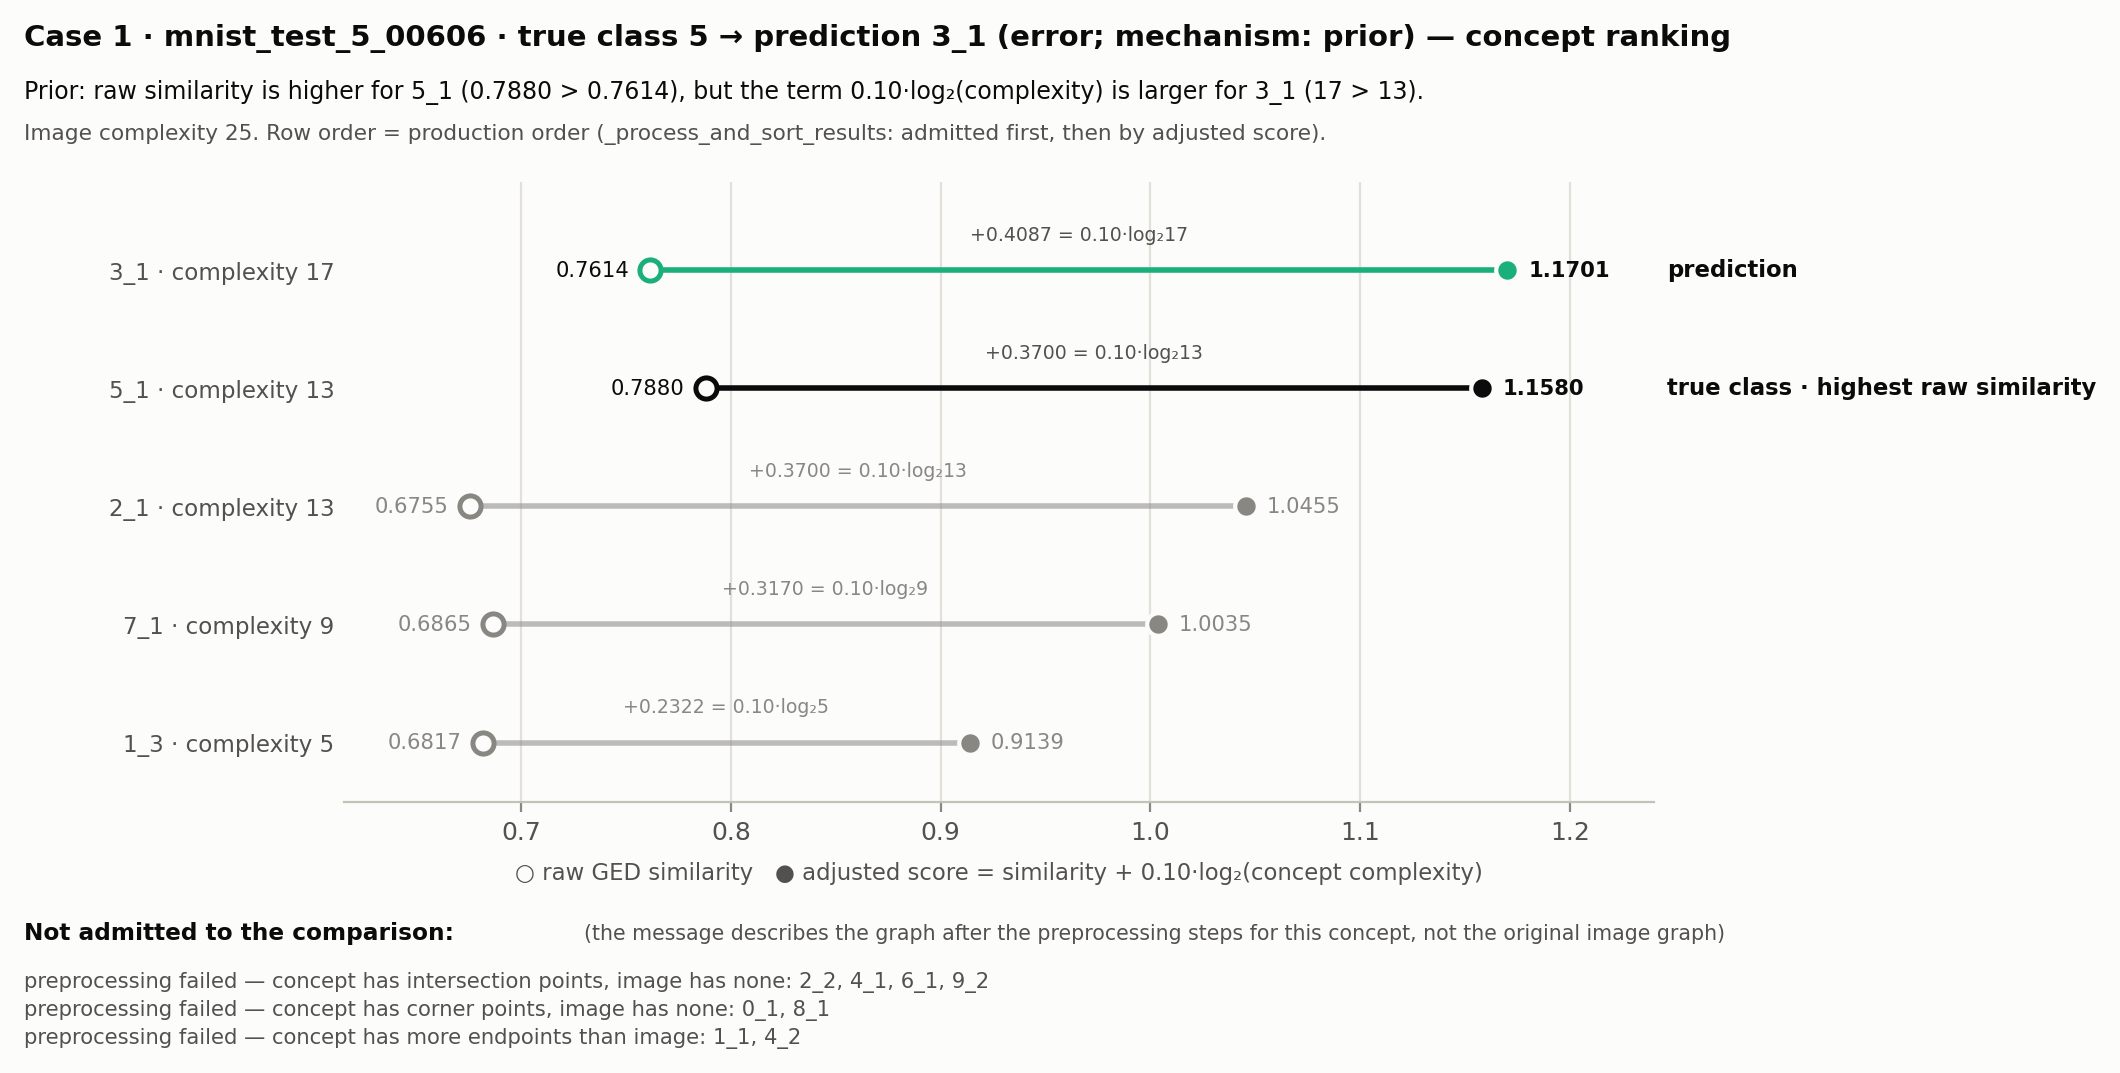 Case 1 · mnist_test_5_00606 · true class 5 → prediction 3_1 (error; mechanism: prior) — concept ranking
Prior: raw similarity is higher for 5_1 (0.7880 > 0.7614), but the term 0.10·log₂(complexity) is larger for 3_1 (17 > 13).
Image complexity 25. Row order = production order (_process_and_sort_results: admitted first, then by adjusted score).
+0.4087 = 0.10·log₂17
3_1 · complexity 17 0.7614 1.1701 prediction
+0.3700 = 0.10·log₂13
5_1 · complexity 13 0.7880 1.1580 true class · highest raw similarity
+0.3700 = 0.10·log₂13
2_1 · complexity 13 0.6755 1.0455
+0.3170 = 0.10·log₂9
7_1 · complexity 9 0.6865 1.0035
+0.2322 = 0.10·log₂5
1_3 · complexity 5 0.6817 0.9139
0.7 0.8 0.9 1.0 1.1 1.2
○ raw GED similarity ● adjusted score = similarity + 0.10·log₂(concept complexity)
Not admitted to the comparison: (the message describes the graph after the preprocessing steps for this concept, not the original image graph)
preprocessing failed — concept has intersection points, image has none: 2_2, 4_1, 6_1, 9_2
preprocessing failed — concept has corner points, image has none: 0_1, 8_1
preprocessing failed — concept has more endpoints than image: 1_1, 4_2